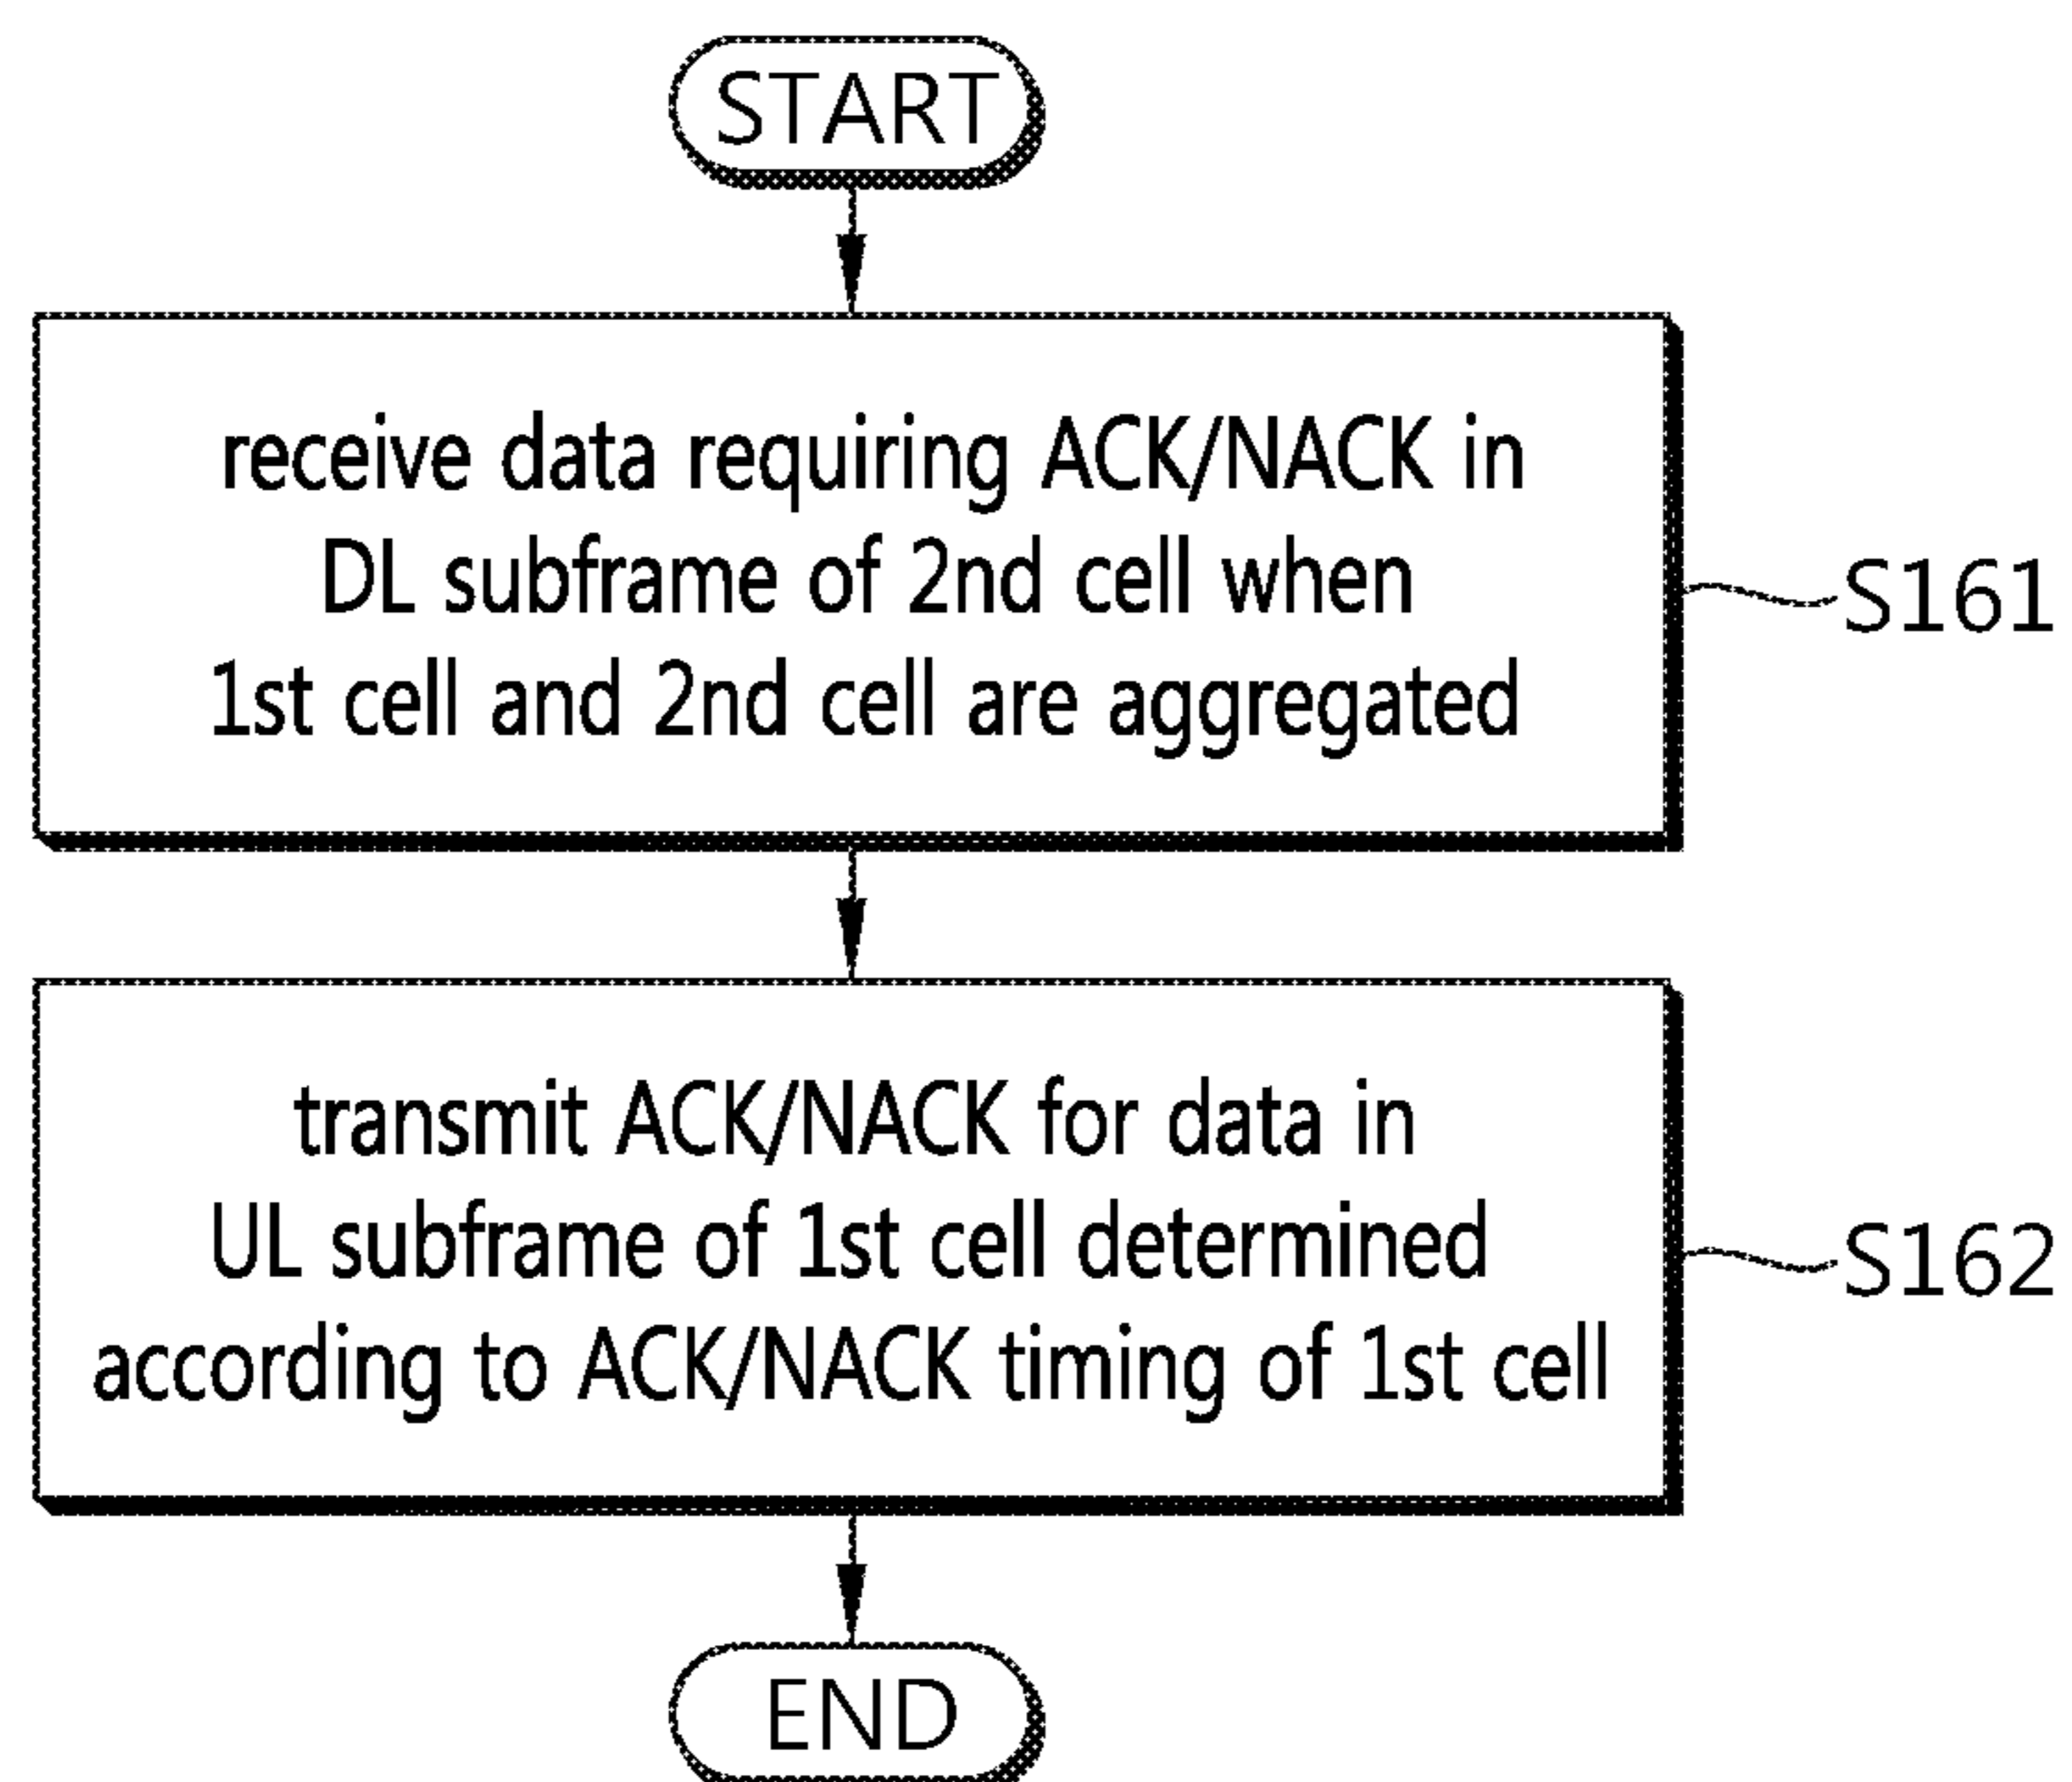 START
receive data requiring ACK/NACK in
DL subframe of 2nd cell when
1st cell and 2nd cell are aggregated
S161
transmit ACK/NACK for data in
UL subframe of 1st cell determined
according to ACK/NACK timing of 1st cell
S162
END